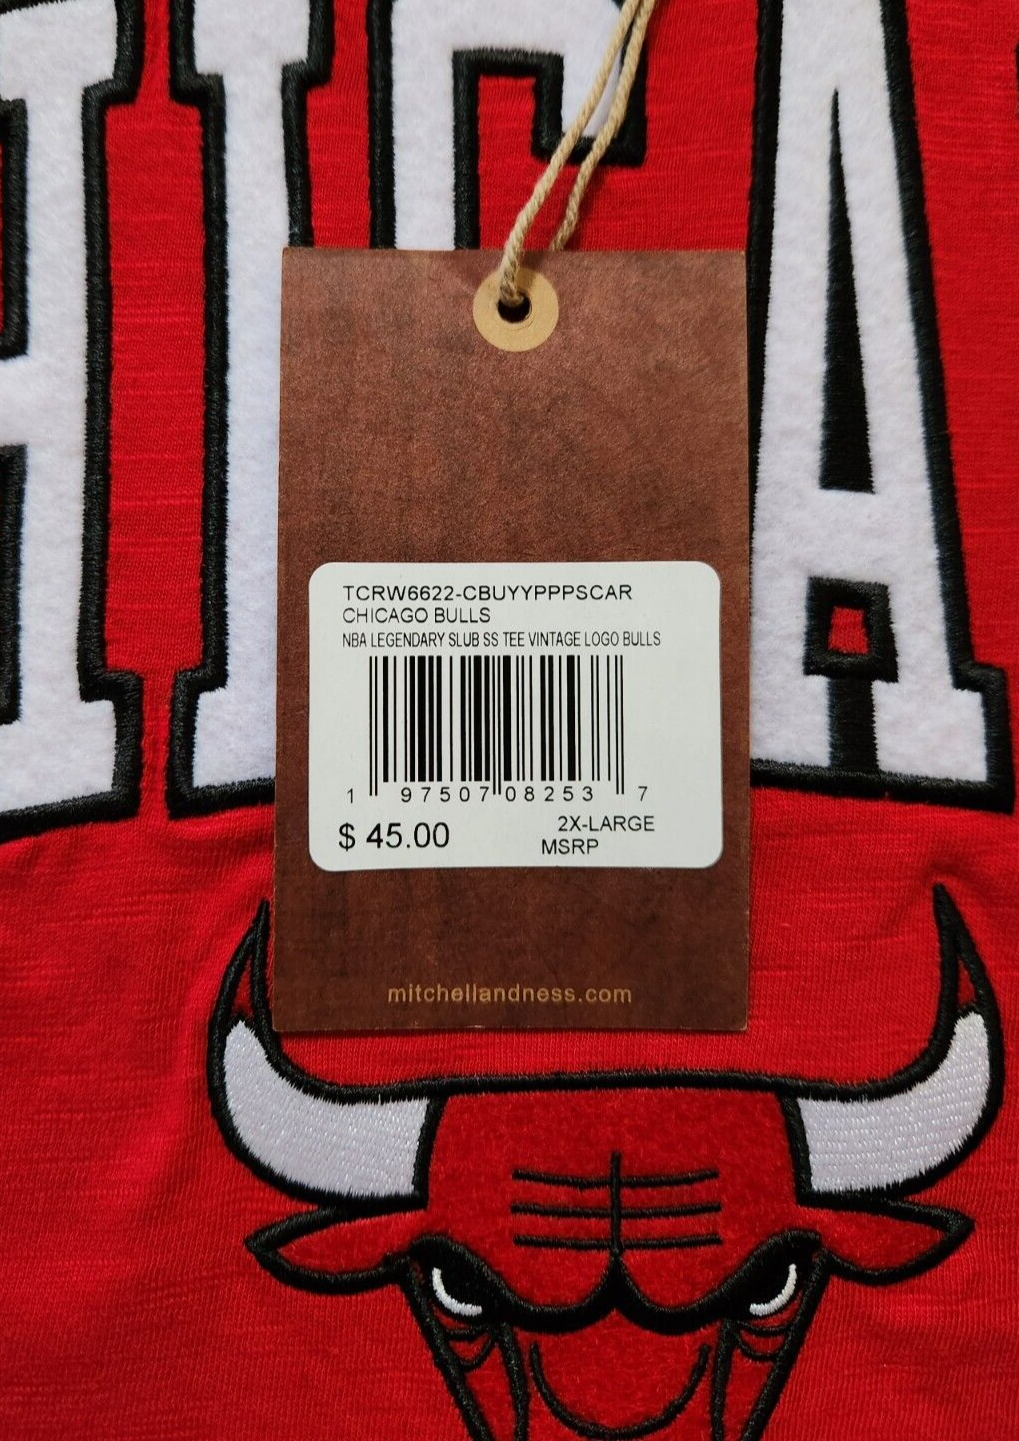 HICA
TCRW6622-CBUYYPPPSCAR
CHICAGO BULLS
NBA LEGENDARY SLUB SS TEE VINTAGE LOGO BULLS
1 97507 08253 7
$ 45.00
2X-LARGE
MSRP
mitchellandness.com